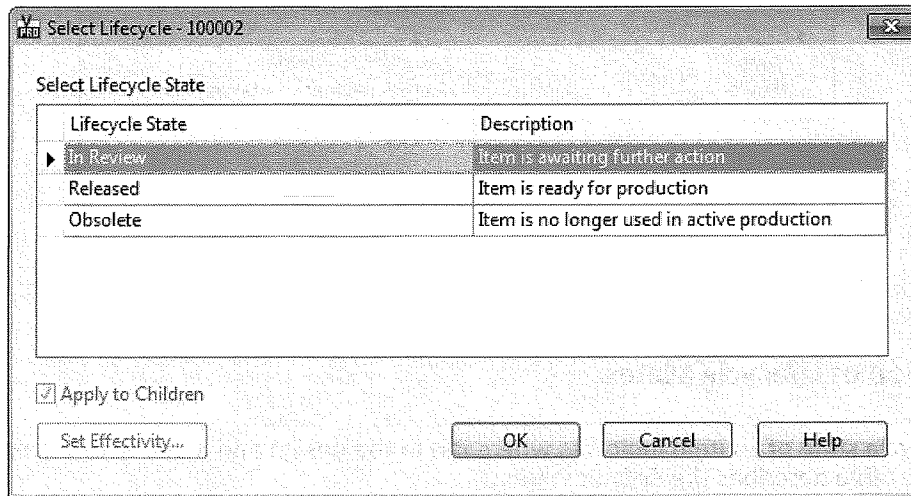 V PRO Select Lifecycle - 100002
Select Lifecycle State
Lifecycle State Description
In Review Item is awaiting further action
Released Item is ready for production
Obsolete Item is no longer used in active production
Apply to Children
Set Effectivity... OK Cancel Help